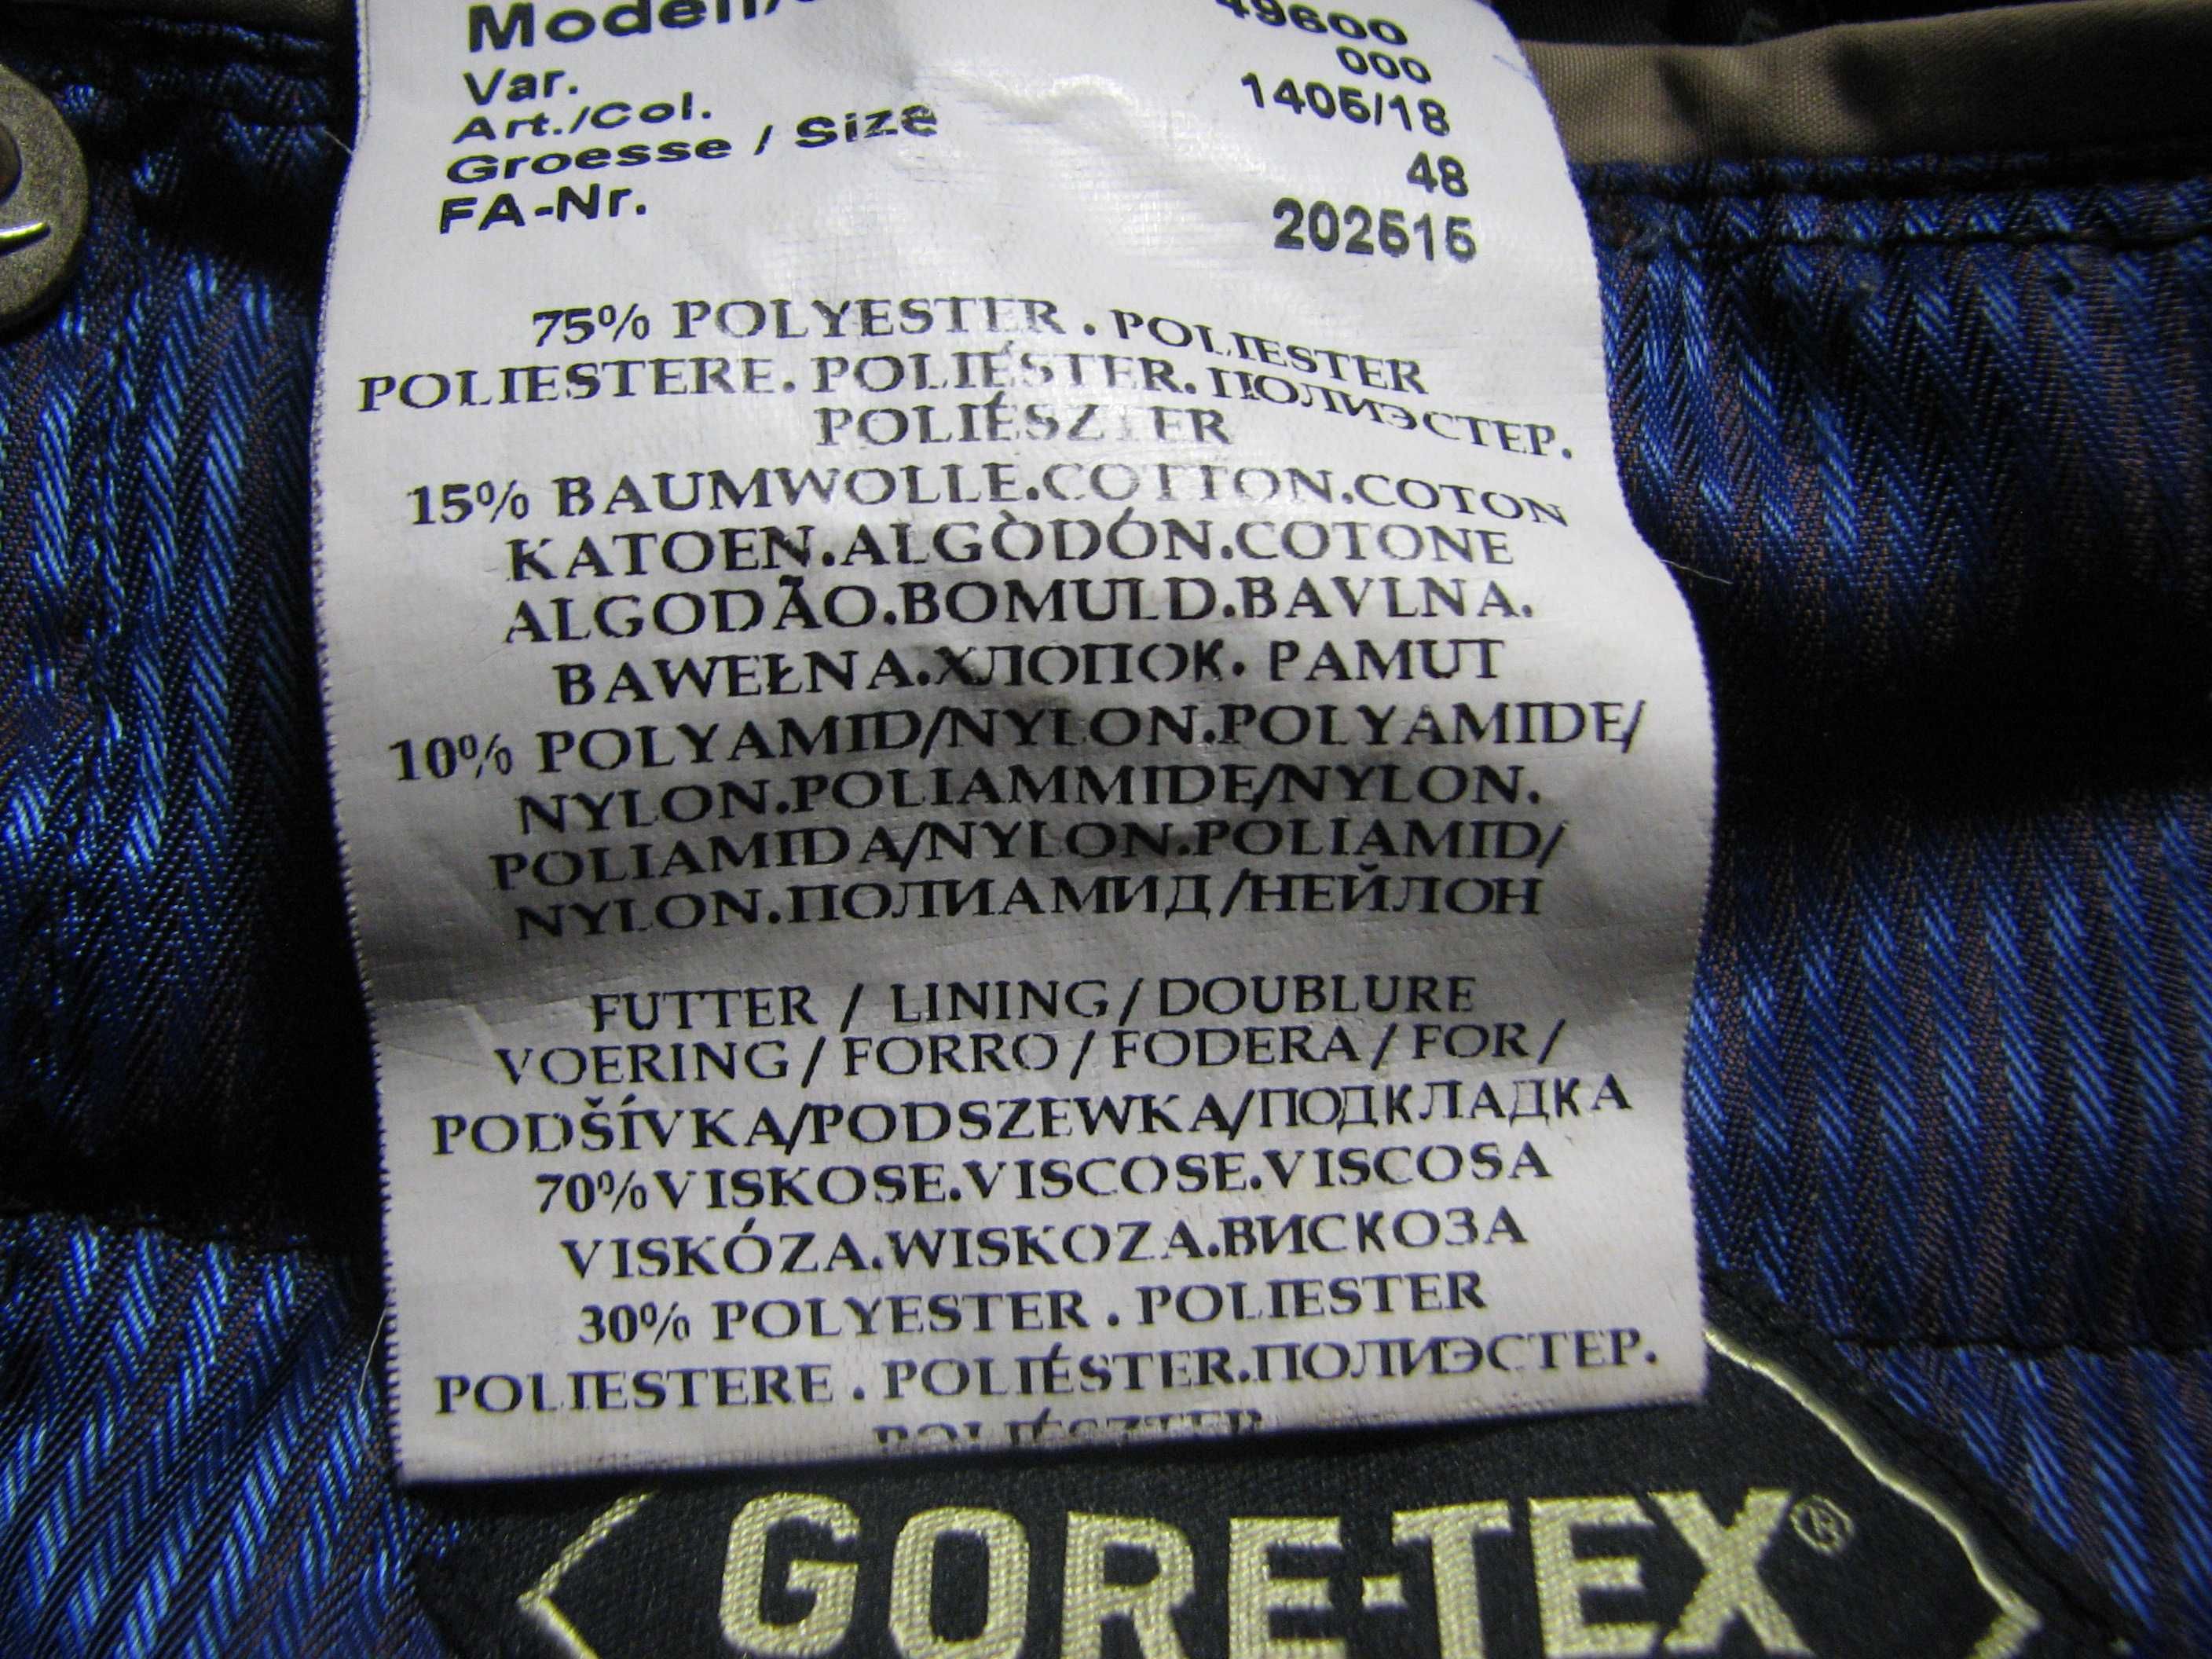 Var.
000
Art./Col. 1405/18
Groesse / Size 48
FA-Nr. 202515
75% POLYESTER . POLIESTER
POLIESTERE. POLIÉSTER. ПОЛИЭСТЕР.
POLIÉSZTER
15% BAUMWOLLE.COTTON.COTON
KATOEN.ALGÒDÓN.COTONE
ALGODÃO.BOMULD.BAVLNA.
BAWEŁNA.ХЛОПОК. PAMUT
10% POLYAMID/NYLON.POLYAMIDE/
NYLON.POLIAMMIDE/NYLON.
POLIAMIDA/NYLON.POLIAMID/
NYLON.ПОЛИАМИД/НЕЙЛОН
FUTTER / LINING / DOUBLURE
VOERING / FORRO / FODERA / FOR /
PODŠÍVKA/PODSZEWKA/ПОДКЛАДКА
70% VISKOSE.VISCOSE.VISCOSA
VISKÓZA.WISKOZA.ВИСКОЗА
30% POLYESTER . POLIESTER
POLIESTERE . POLIÉSTER.ПОЛИЭСТЕР.
POLIÉSZTER
GORE-TEX®